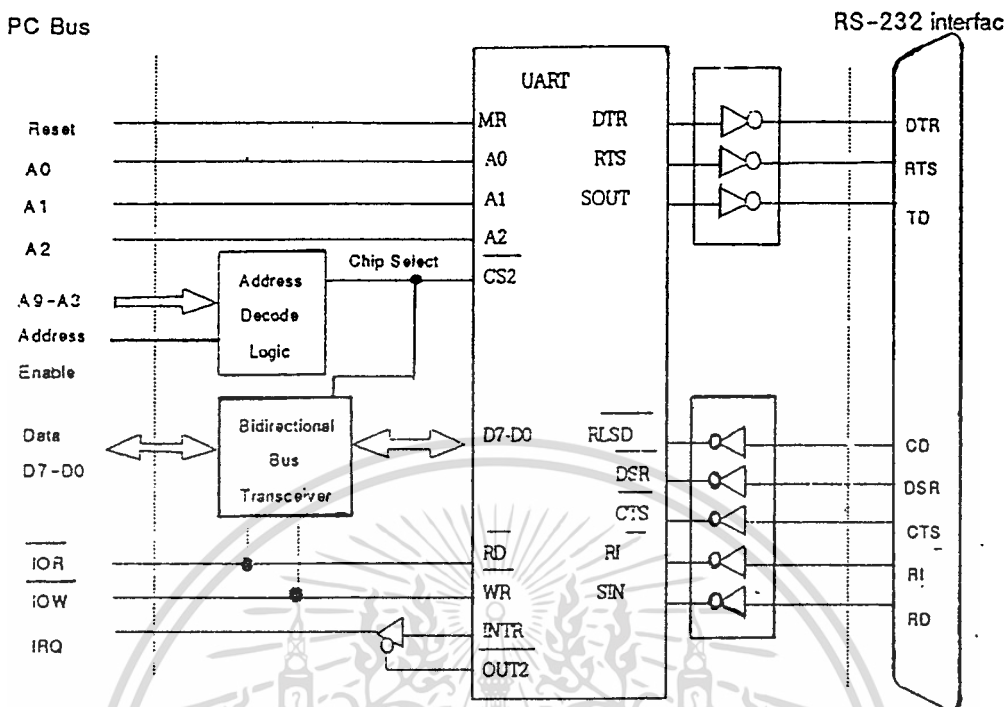 PC Bus
RS-232 interfac
UART
Reset
MR
DTR
DTR
A0
A0
RTS
RTS
A1
A1
SOUT
TD
A2
A2
Chip Select
CS2
A9-A3
Address
Enable
Address
Decode
Logic
Data
D7-D0
Bidirectional
Bus
Transceiver
D7-D0
RLSD
CD
DSR
DSR
CTS
CTS
IOR
RD
RI
RI
IOW
WR
SIN
RD
IRQ
INTR
OUT2